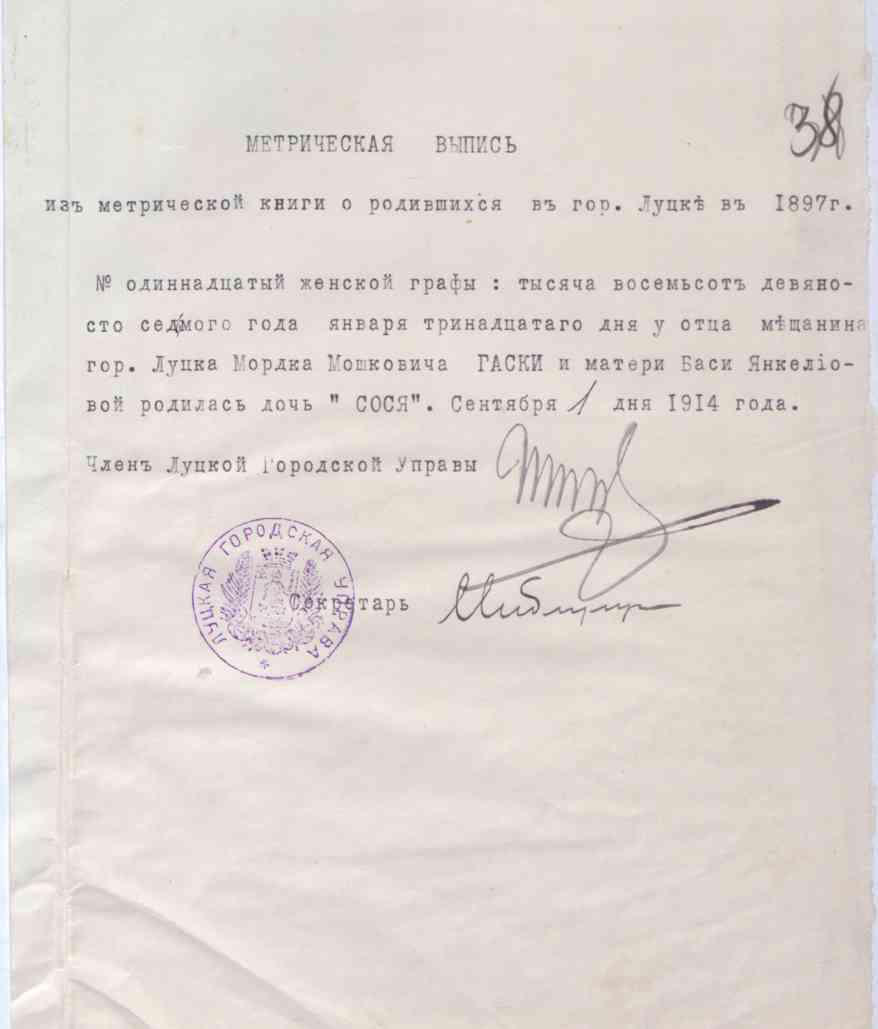 38
МЕТРИЧЕСКАЯ ВЫПИСЬ
изъ метрической книги о родившихся въ гор. Луцкѣ въ 1897г.
№ одиннадцатый женской графы : тысяча восемьсотъ девяно-
сто седьмого года января тринадцатаго дня у отца мѣщанина
гор. Луцка Мордка Мошковича ГАСКИ и матери Баси Янкеліо-
вой родилась дочь " СОСЯ". Сентября 1 дня 1914 года.
Членъ Луцкой Городской Управы
ЛУЦКАЯ ГОРОДСКАЯ УПРАВА *
Секретарь